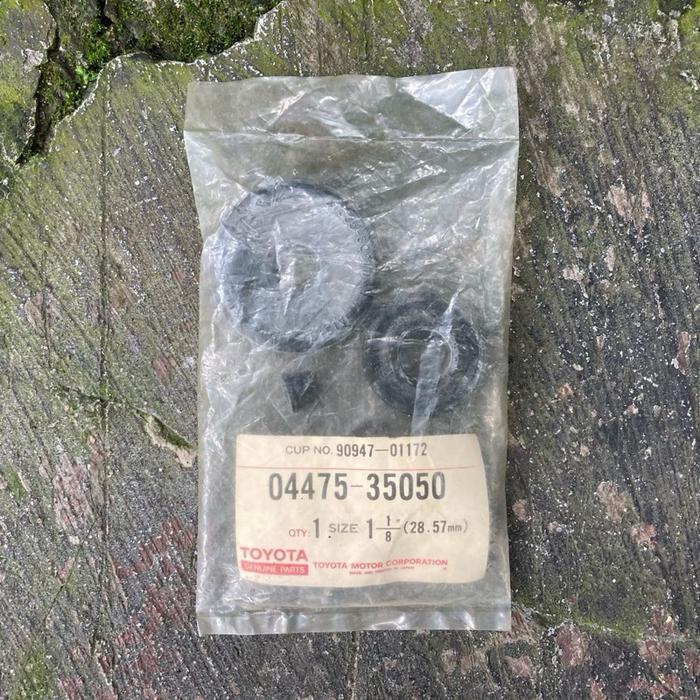 CUP NO. 90947-01172
04475-35050
QTY: 1 SIZE 1 1/8" (28.57mm)
TOYOTA
GENUINE PARTS
TOYOTA MOTOR CORPORATION